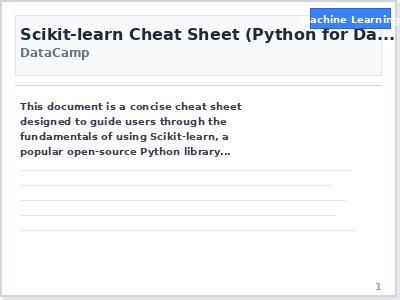 Machine Learning
Scikit-learn Cheat Sheet (Python for Da...
DataCamp
This document is a concise cheat sheet
designed to guide users through the
fundamentals of using Scikit-learn, a
popular open-source Python library...
1